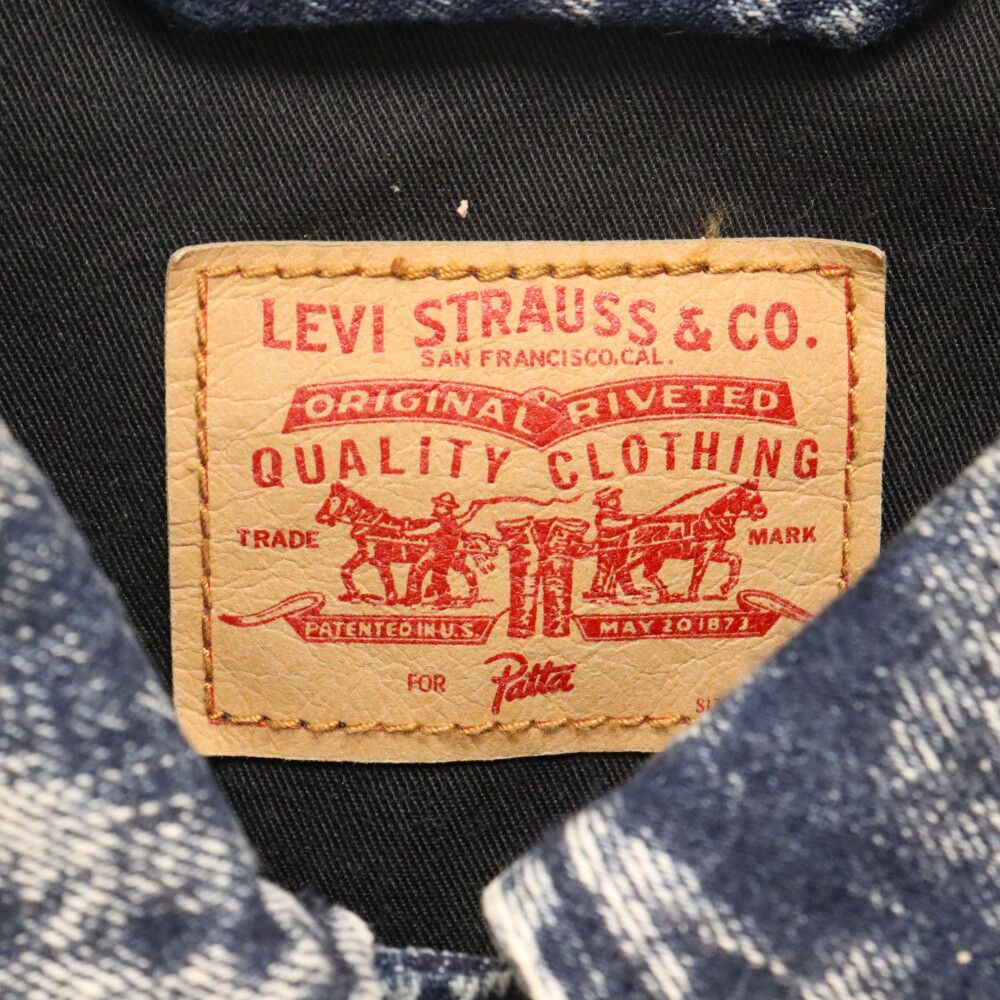 LEVI STRAUSS & CO.
SAN FRANCISCO, CAL.
ORIGINAL RIVETED
QUALITY CLOTHING
TRADE MARK
PATENTED IN U.S. MAY 20 1873
FOR Patta